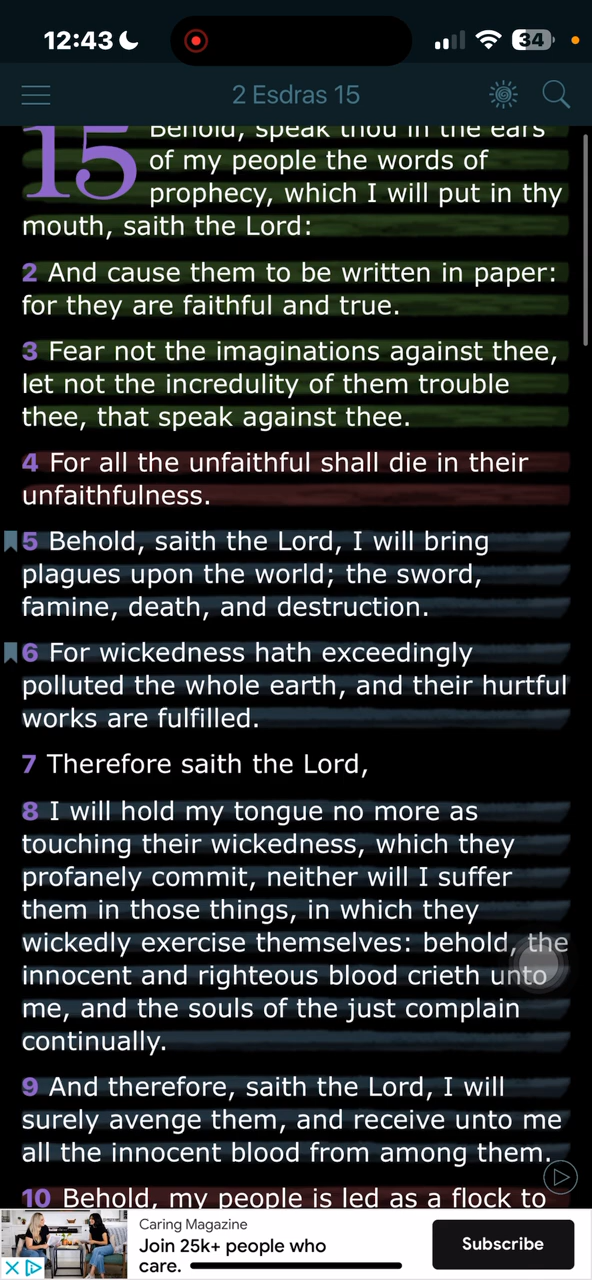 12:43
34
2 Esdras 15
15 Behold, speak thou in the ears
of my people the words of
prophecy, which I will put in thy
mouth, saith the Lord:
2 And cause them to be written in paper:
for they are faithful and true.
3 Fear not the imaginations against thee,
let not the incredulity of them trouble
thee, that speak against thee.
4 For all the unfaithful shall die in their
unfaithfulness.
5 Behold, saith the Lord, I will bring
plagues upon the world; the sword,
famine, death, and destruction.
6 For wickedness hath exceedingly
polluted the whole earth, and their hurtful
works are fulfilled.
7 Therefore saith the Lord,
8 I will hold my tongue no more as
touching their wickedness, which they
profanely commit, neither will I suffer
them in those things, in which they
wickedly exercise themselves: behold, the
innocent and righteous blood crieth unto
me, and the souls of the just complain
continually.
9 And therefore, saith the Lord, I will
surely avenge them, and receive unto me
all the innocent blood from among them.
10 Behold, my people is led as a flock to
Caring Magazine
Join 25k+ people who
care.
Subscribe